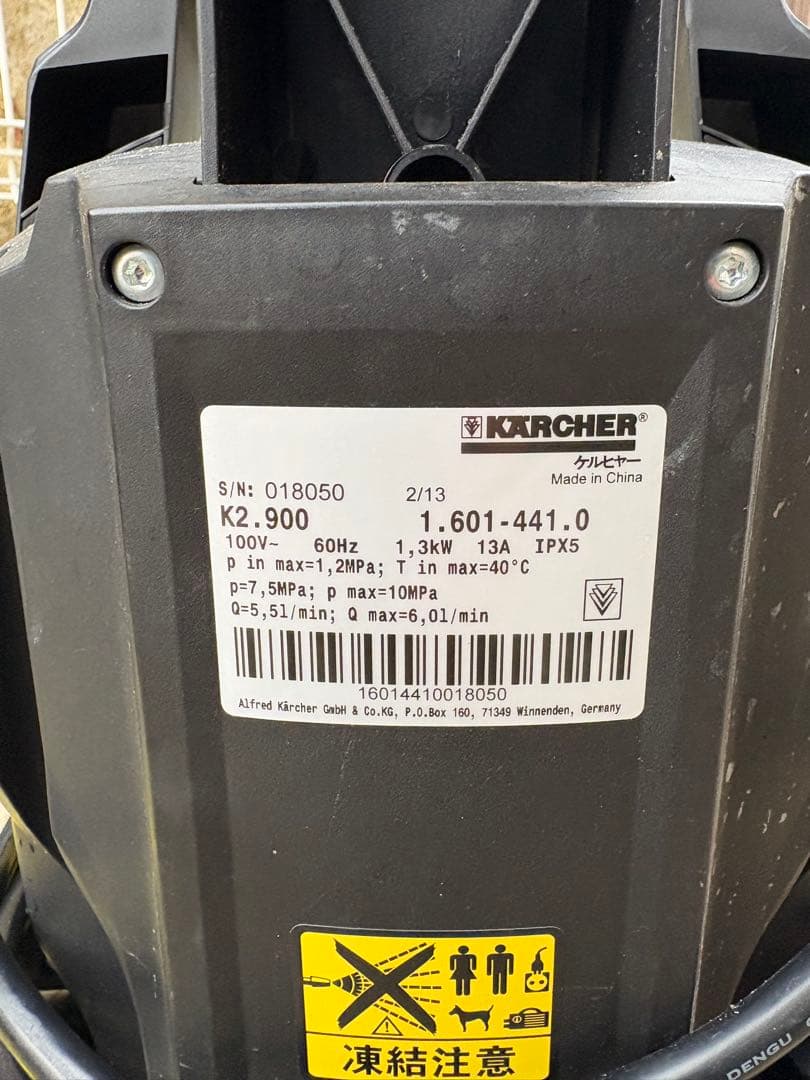 KÄRCHER®
ケルヒャー
Made in China
S/N: 018050 2/13
K2.900 1.601-441.0
100V~ 60Hz 1,3kW 13A IPX5
p in max=1,2MPa; T in max=40°C
p=7,5MPa; p max=10MPa
Q=5,5l/min; Q max=6,0l/min
16014410018050
Alfred Kärcher GmbH & Co.KG, P.O.Box 160, 71349 Winnenden, Germany
凍結注意
DENGU